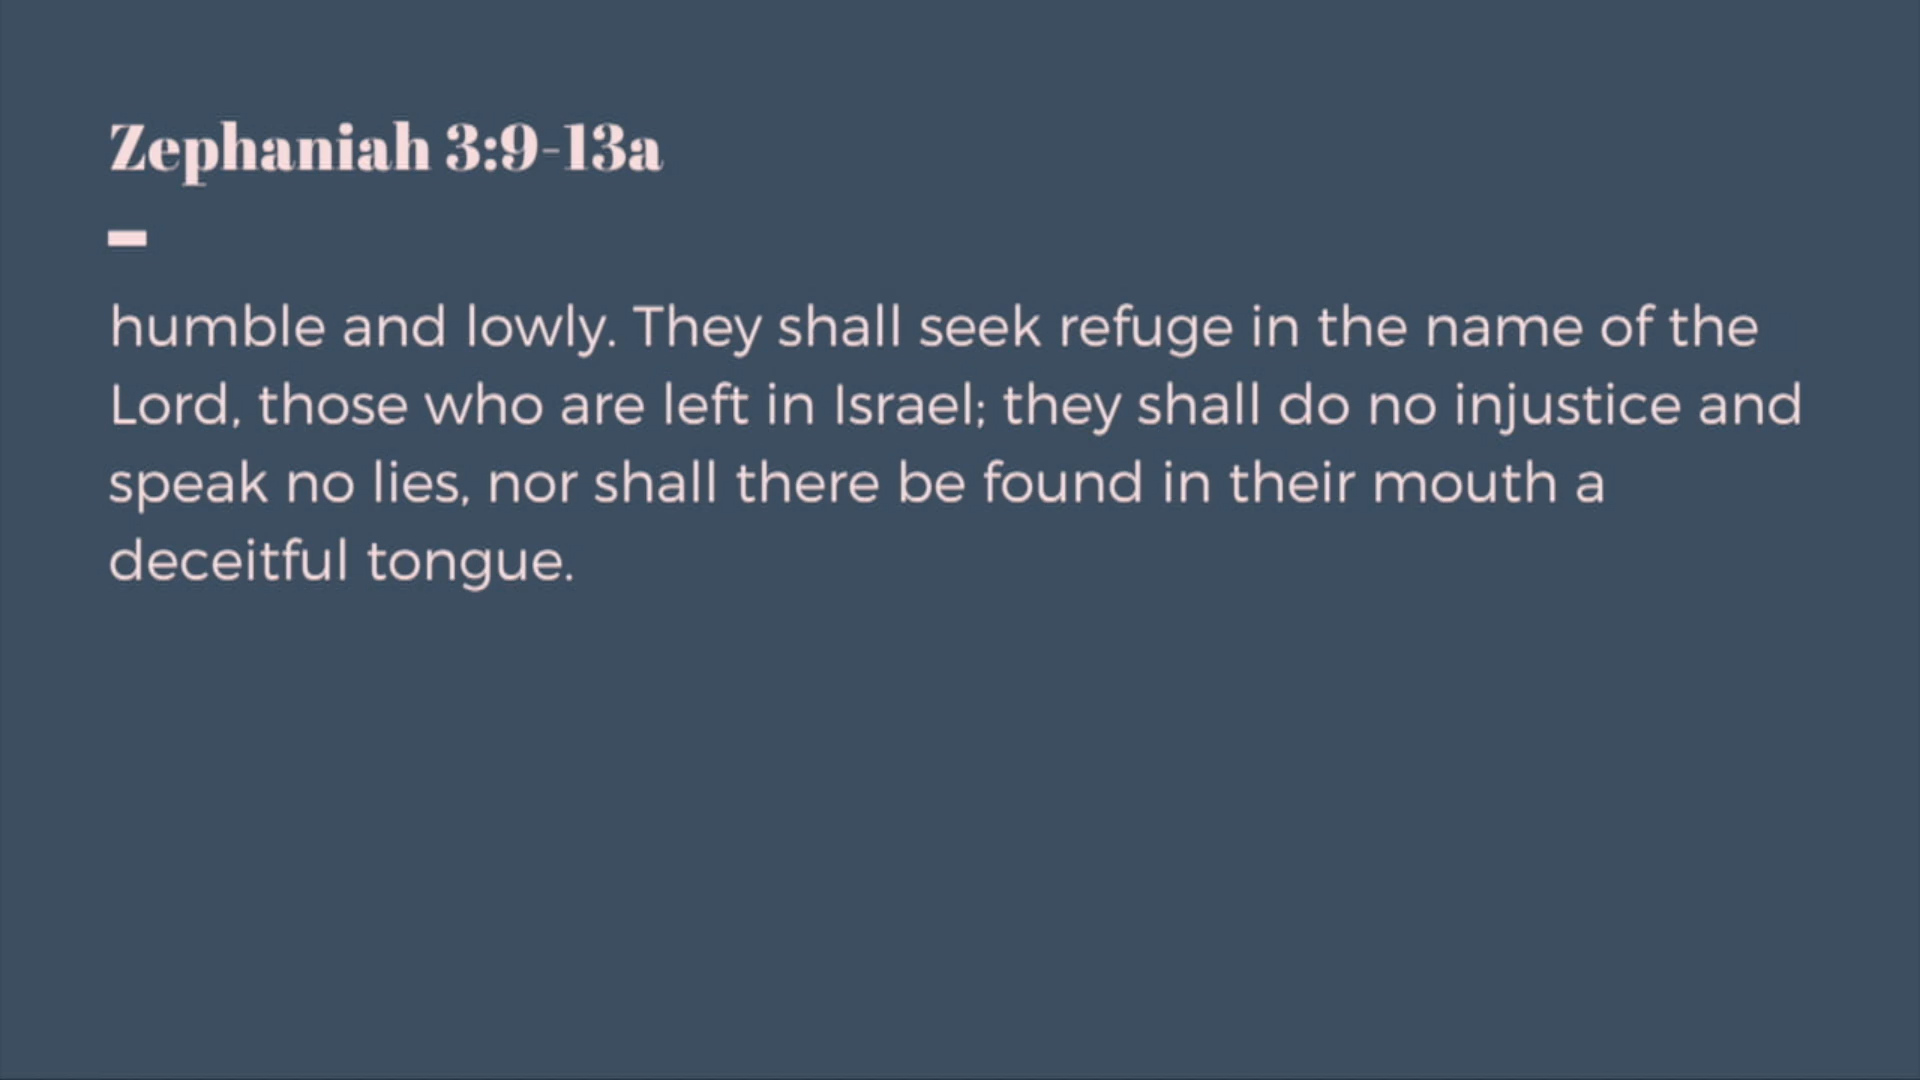 Zephaniah 3:9-13a
humble and lowly. They shall seek refuge in the name of the
Lord, those who are left in Israel; they shall do no injustice and
speak no lies, nor shall there be found in their mouth a
deceitful tongue.